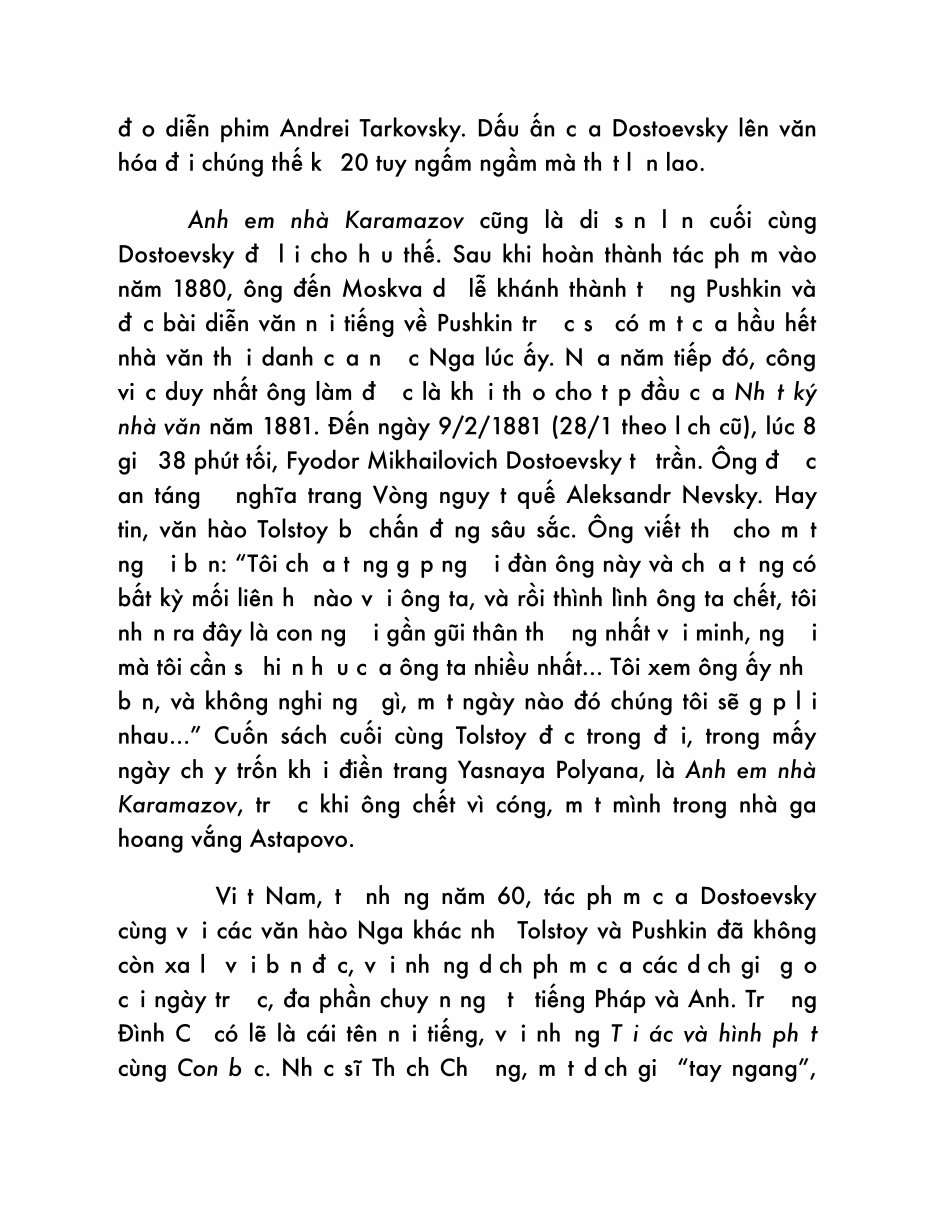 đ o diễn phim Andrei Tarkovsky. Dấu ấn c a Dostoevsky lên văn
hóa đ i chúng thế k 20 tuy ngấm ngầm mà th t l n lao.
Anh em nhà Karamazov cũng là di s n l n cuối cùng
Dostoevsky đ l i cho h u thế. Sau khi hoàn thành tác ph m vào
năm 1880, ông đến Moskva d lễ khánh thành t ng Pushkin và
đ c bài diễn văn n i tiếng về Pushkin tr c s có m t c a hầu hết
nhà văn th i danh c a n c Nga lúc ấy. N a năm tiếp đó, công
vi c duy nhất ông làm đ c là kh i th o cho t p đầu c a Nh t ký
nhà văn năm 1881. Đến ngày 9/2/1881 (28/1 theo l ch cũ), lúc 8
gi 38 phút tối, Fyodor Mikhailovich Dostoevsky t trần. Ông đ c
an táng nghĩa trang Vòng nguy t quế Aleksandr Nevsky. Hay
tin, văn hào Tolstoy b chấn đ ng sâu sắc. Ông viết th cho m t
ng i b n: “Tôi ch a t ng g p ng i đàn ông này và ch a t ng có
bất kỳ mối liên h nào v i ông ta, và rồi thình lình ông ta chết, tôi
nh n ra đây là con ng i gần gũi thân th ng nhất v i minh, ng i
mà tôi cần s hi n h u c a ông ta nhiều nhất... Tôi xem ông ấy nh
b n, và không nghi ng gì, m t ngày nào đó chúng tôi sẽ g p l i
nhau...” Cuốn sách cuối cùng Tolstoy đ c trong đ i, trong mấy
ngày ch y trốn kh i điền trang Yasnaya Polyana, là Anh em nhà
Karamazov, tr c khi ông chết vì cóng, m t mình trong nhà ga
hoang vắng Astapovo.
Vi t Nam, t nh ng năm 60, tác ph m c a Dostoevsky
cùng v i các văn hào Nga khác nh Tolstoy và Pushkin đã không
còn xa l v i b n đ c, v i nh ng d ch ph m c a các d ch gi g o
c i ngày tr c, đa phần chuy n ng t tiếng Pháp và Anh. Tr ng
Đình C có lẽ là cái tên n i tiếng, v i nh ng T i ác và hình ph t
cùng Con b c. Nh c sĩ Th ch Ch ng, m t d ch gi “tay ngang”,